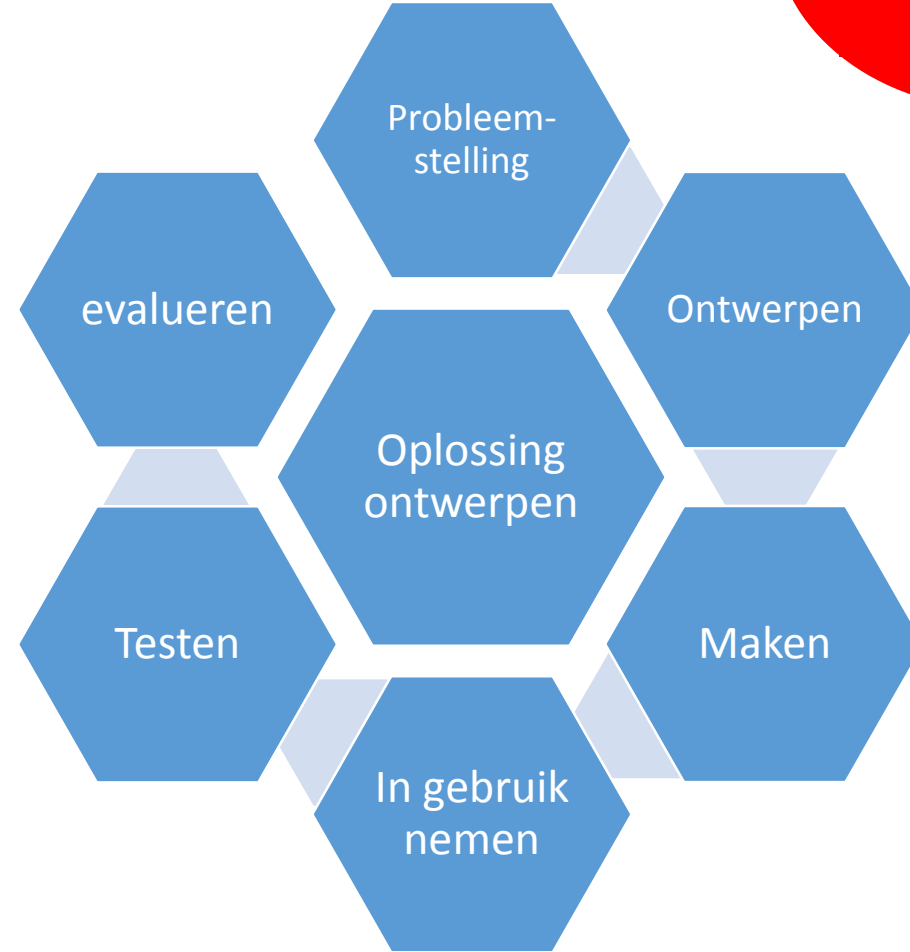 Probleem-
stelling
Ontwerpen
Maken
In gebruik
nemen
Testen
evalueren
Oplossing
ontwerpen